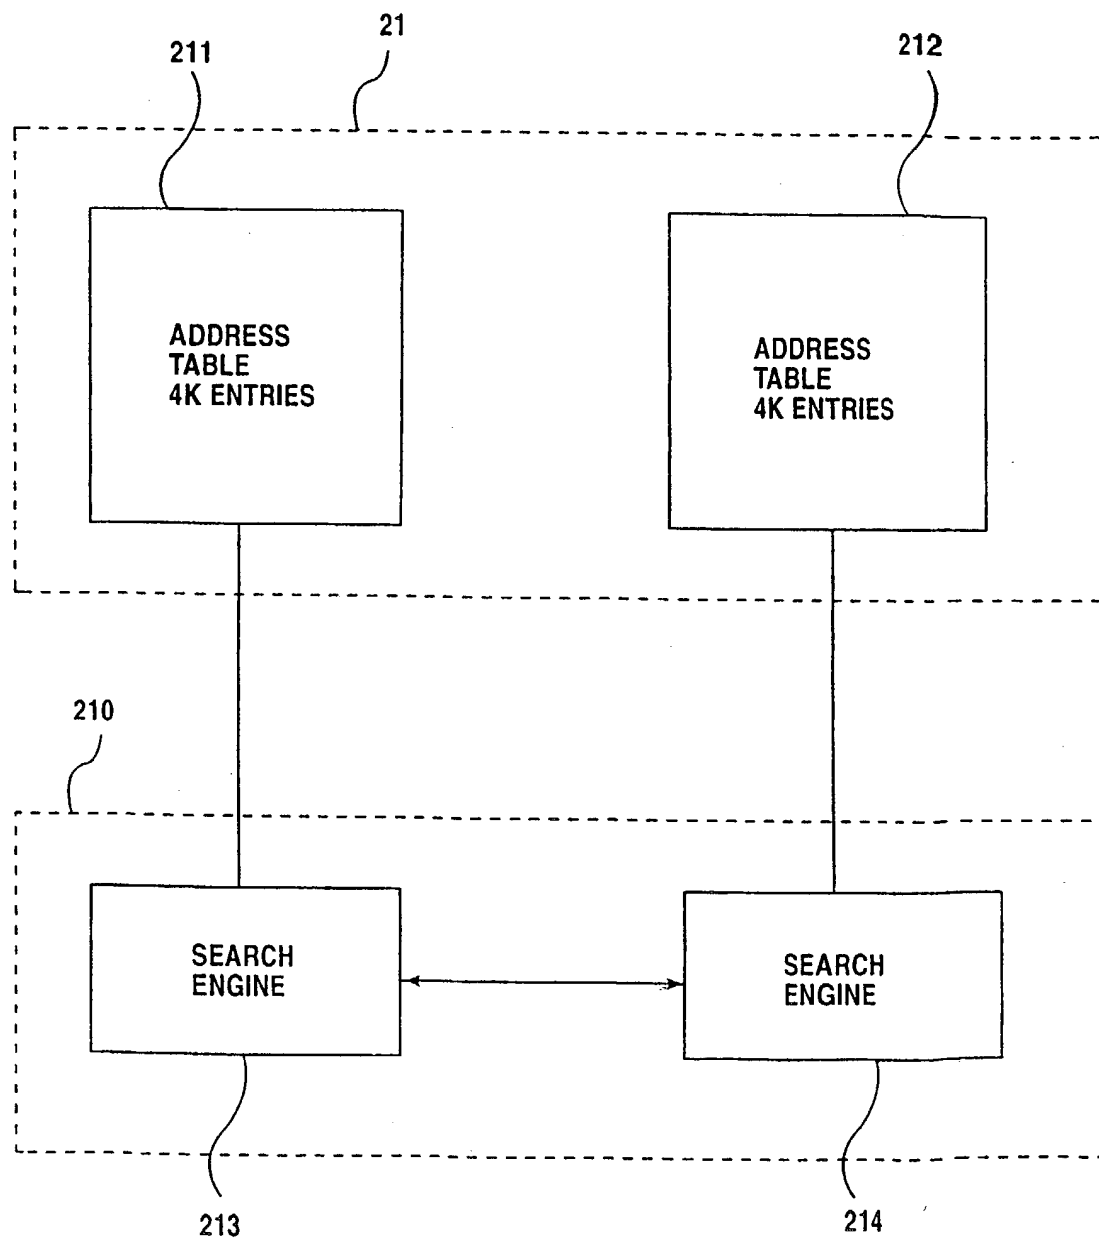 21
211
212
ADDRESS
TABLE
4K ENTRIES
ADDRESS
TABLE
4K ENTRIES
210
SEARCH
ENGINE
SEARCH
ENGINE
213
214